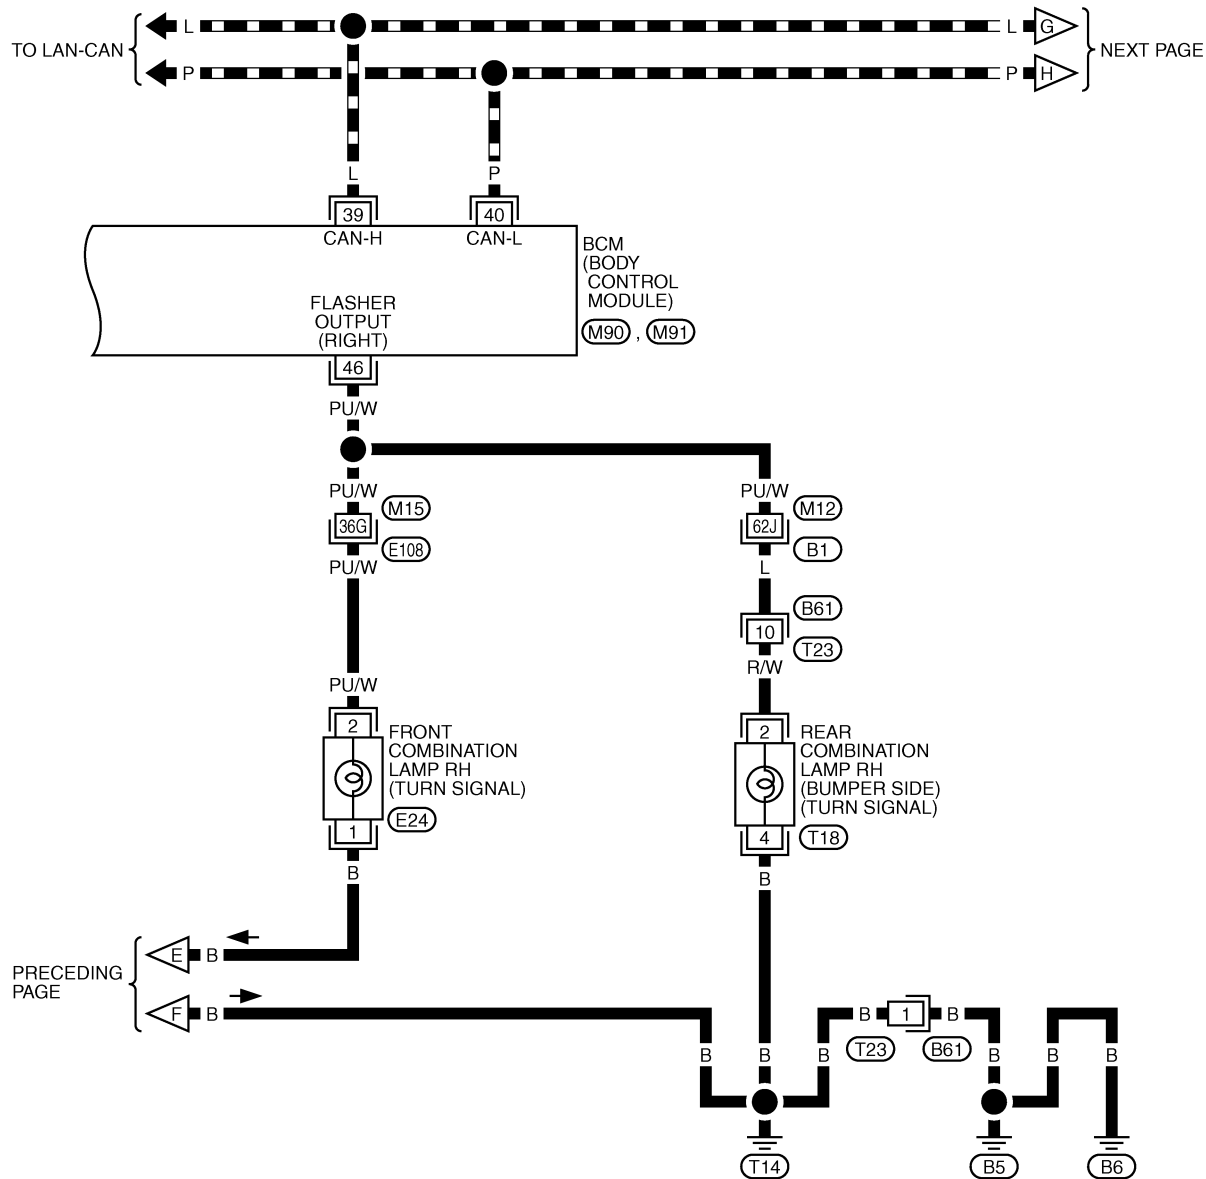 L
L
G
TO LAN-CAN
NEXT PAGE
P
P
H
L
P
39
40
CAN-H
CAN-L
BCM
(BODY
CONTROL
MODULE)
M90 , M91
FLASHER
OUTPUT
(RIGHT)
46
PU/W
PU/W
M15
36G
E108
PU/W
PU/W
M12
62J
B1
L
B61
10
T23
R/W
PU/W
2
FRONT
COMBINATION
LAMP RH
(TURN SIGNAL)
E24
1
B
2
REAR
COMBINATION
LAMP RH
(BUMPER SIDE)
(TURN SIGNAL)
T18
4
B
PRECEDING
PAGE
E
B
F
B
B
B
B
B
1
B
T23
B61
B
B
B
T14
B5
B6